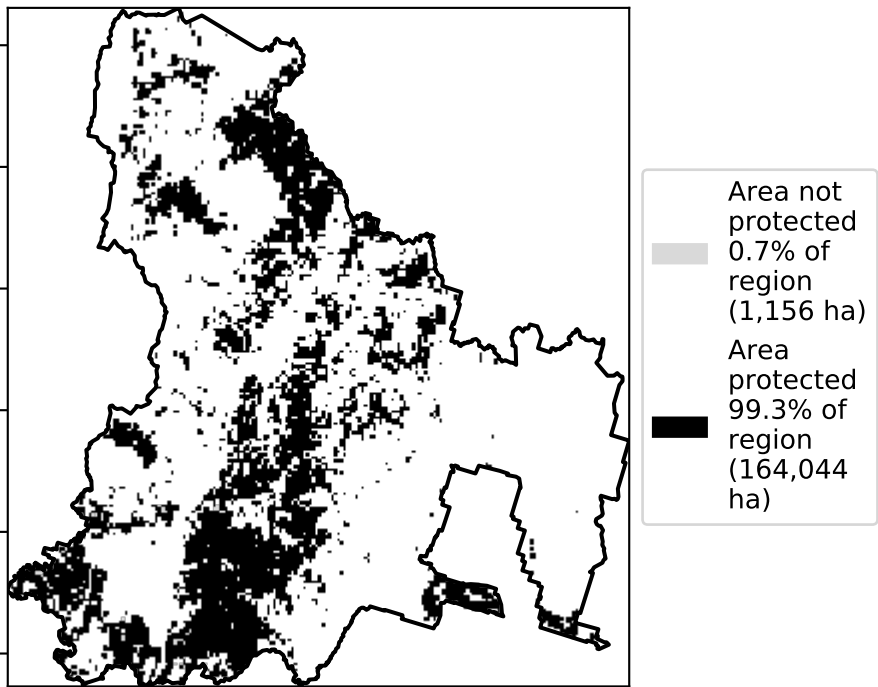 Area not
protected
0.7% of
region
(1,156 ha)
Area
protected
99.3% of
region
(164,044
ha)